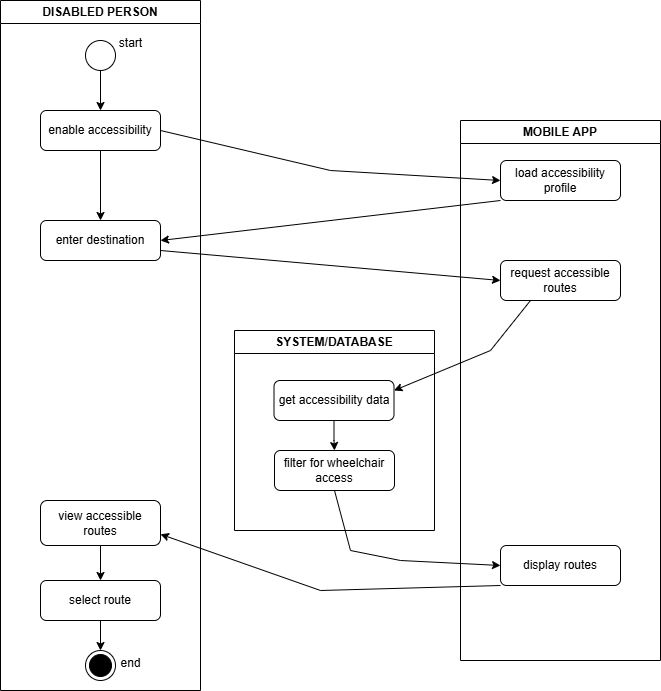 DISABLED PERSON
start
enable accessibility
MOBILE APP
load accessibility
profile
enter destination
request accessible
routes
SYSTEM/DATABASE
get accessibility data
filter for wheelchair
access
view accessible
routes
display routes
select route
end